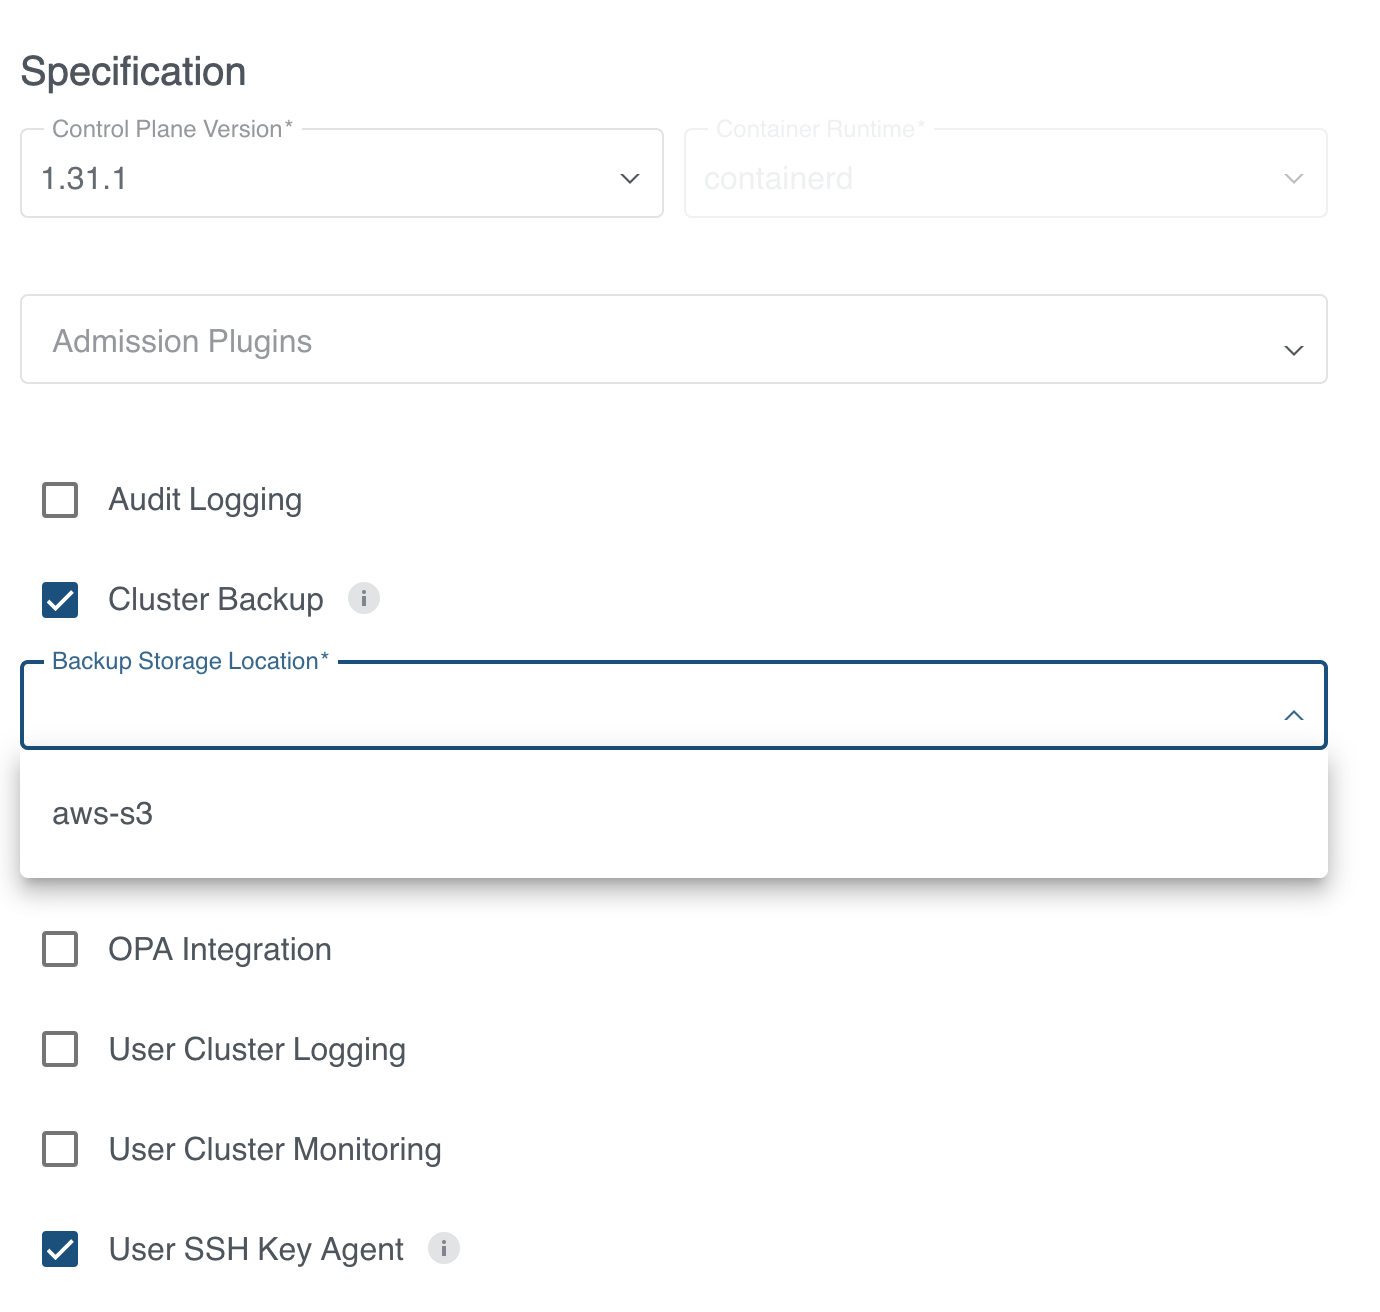 Specification
Control Plane Version*
1.31.1
Container Runtime*
containerd
Admission Plugins
Audit Logging
Cluster Backup
Backup Storage Location*
aws-s3
OPA Integration
User Cluster Logging
User Cluster Monitoring
User SSH Key Agent